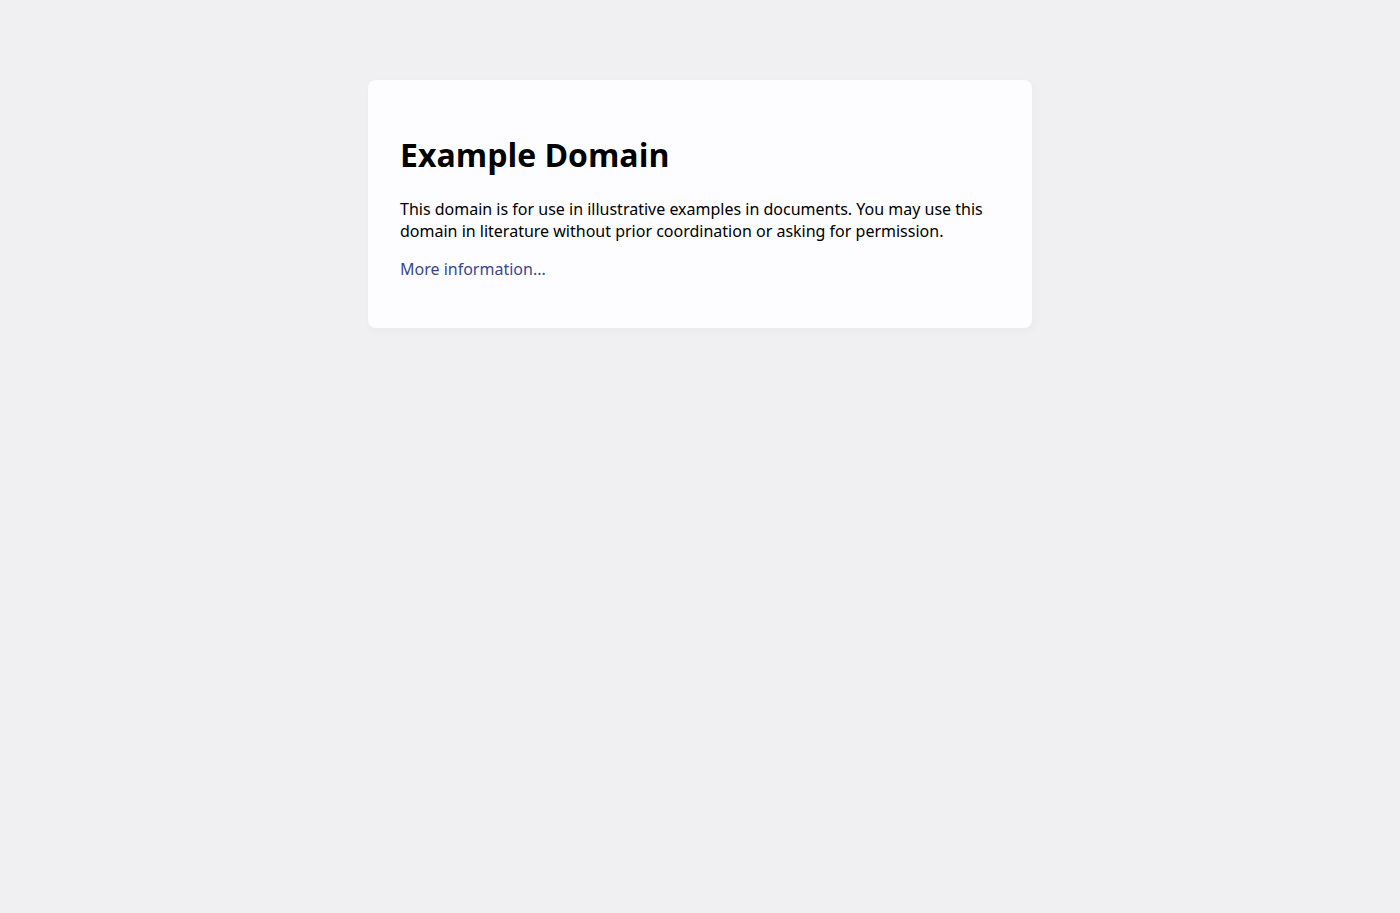 Example Domain
This domain is for use in illustrative examples in documents. You may use this
domain in literature without prior coordination or asking for permission.
More information...